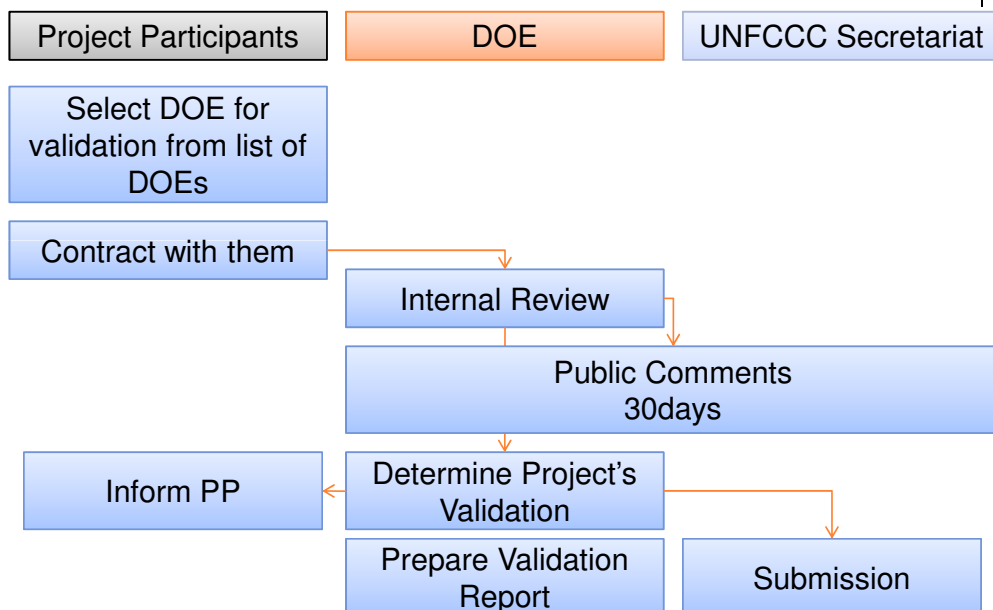 Project Participants
DOE
UNFCCC Secretariat
Select DOE for
validation from list of
DOEs
Contract with them
Internal Review
Public Comments
30days
Inform PP
Determine Project's
Validation
Prepare Validation
Report
Submission